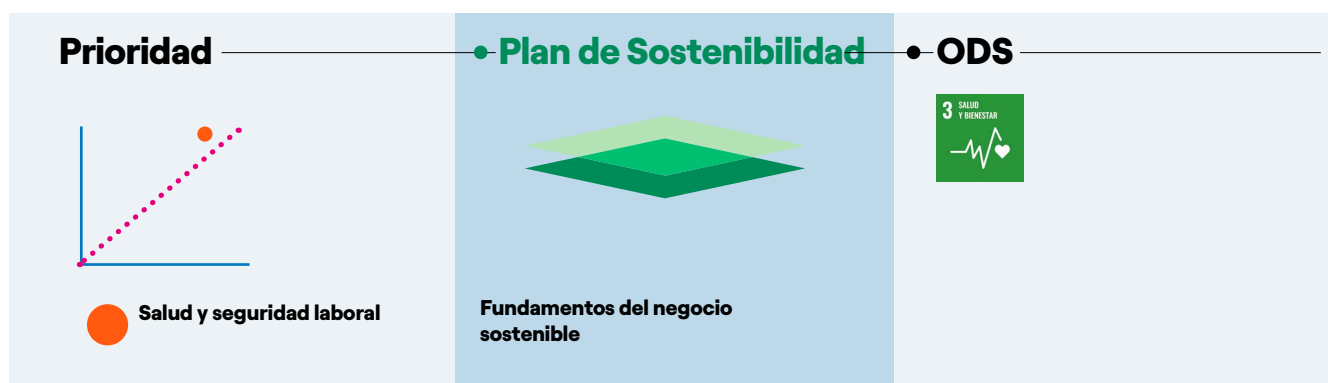 Prioridad
Plan de Sostenibilidad
ODS
3 SALUD
Y BIENESTAR
Salud y seguridad laboral
Fundamentos del negocio
sostenible